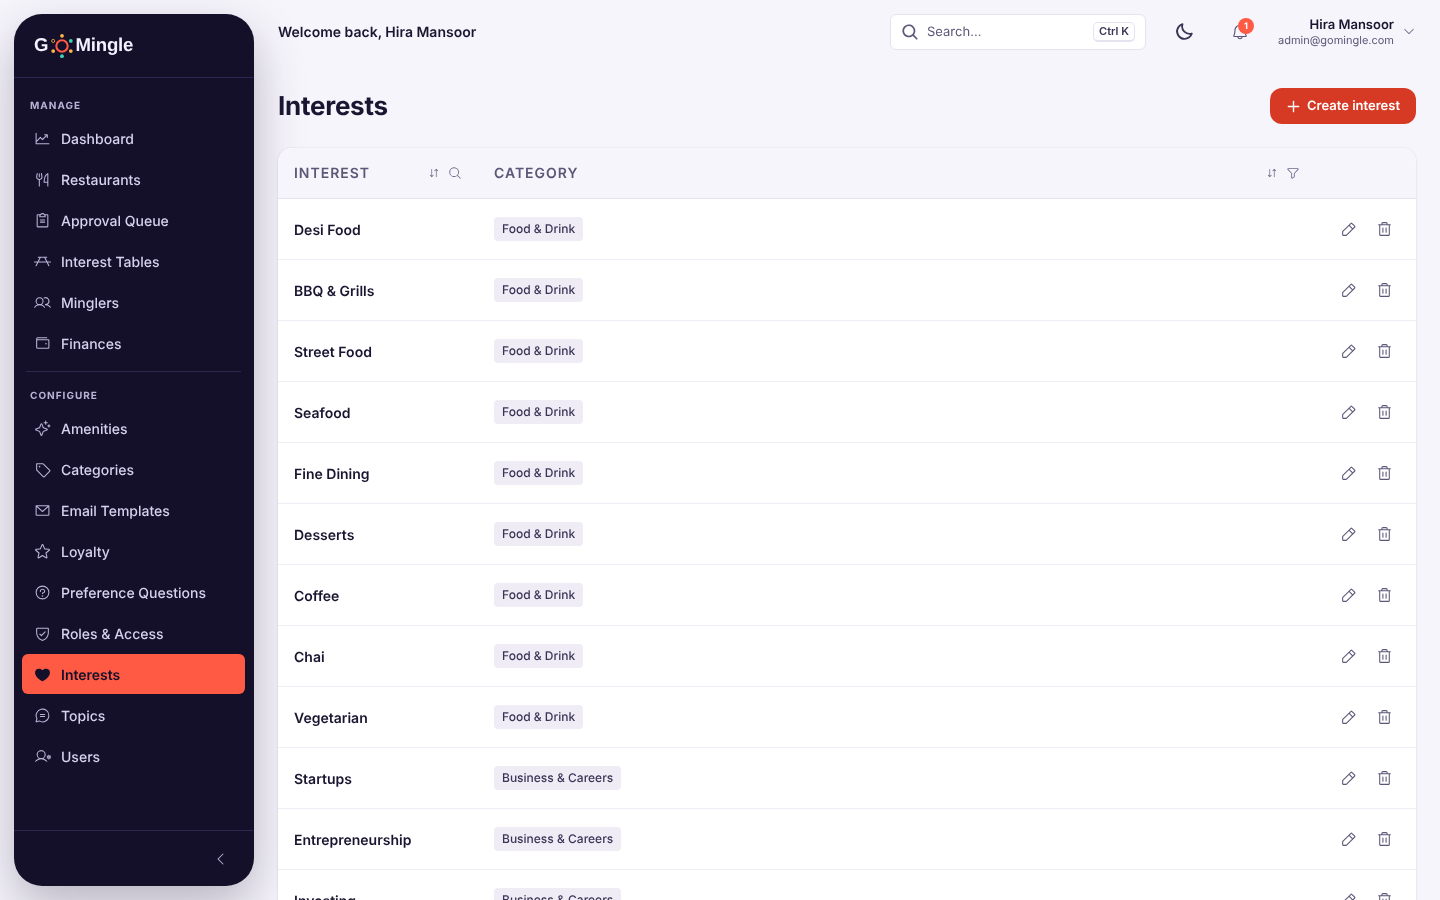 GoMingle
Welcome back, Hira Mansoor
Search...
Ctrl K
1
Hira Mansoor
admin@gomingle.com
MANAGE
Dashboard
Restaurants
Approval Queue
Interest Tables
Minglers
Finances
CONFIGURE
Amenities
Categories
Email Templates
Loyalty
Preference Questions
Roles & Access
Interests
Topics
Users
Interests
Create interest
INTEREST CATEGORY
Desi Food Food & Drink
BBQ & Grills Food & Drink
Street Food Food & Drink
Seafood Food & Drink
Fine Dining Food & Drink
Desserts Food & Drink
Coffee Food & Drink
Chai Food & Drink
Vegetarian Food & Drink
Startups Business & Careers
Entrepreneurship Business & Careers
Investing Business & Careers